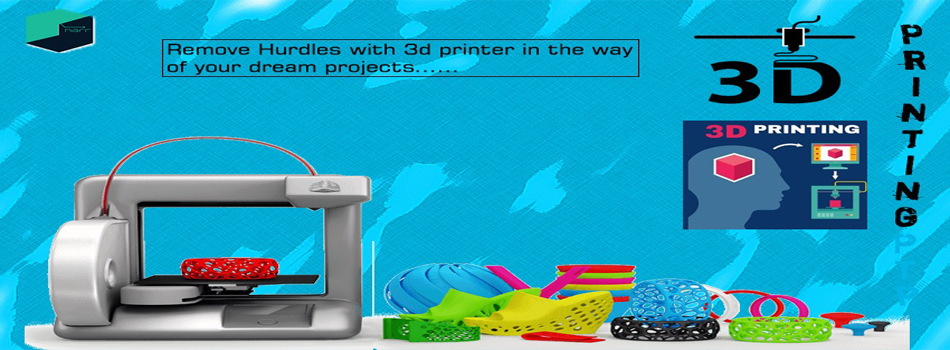 Remove Hurdles with 3d printer in the way
of your dream projects......
3D
3D PRINTING
PRINTING
P